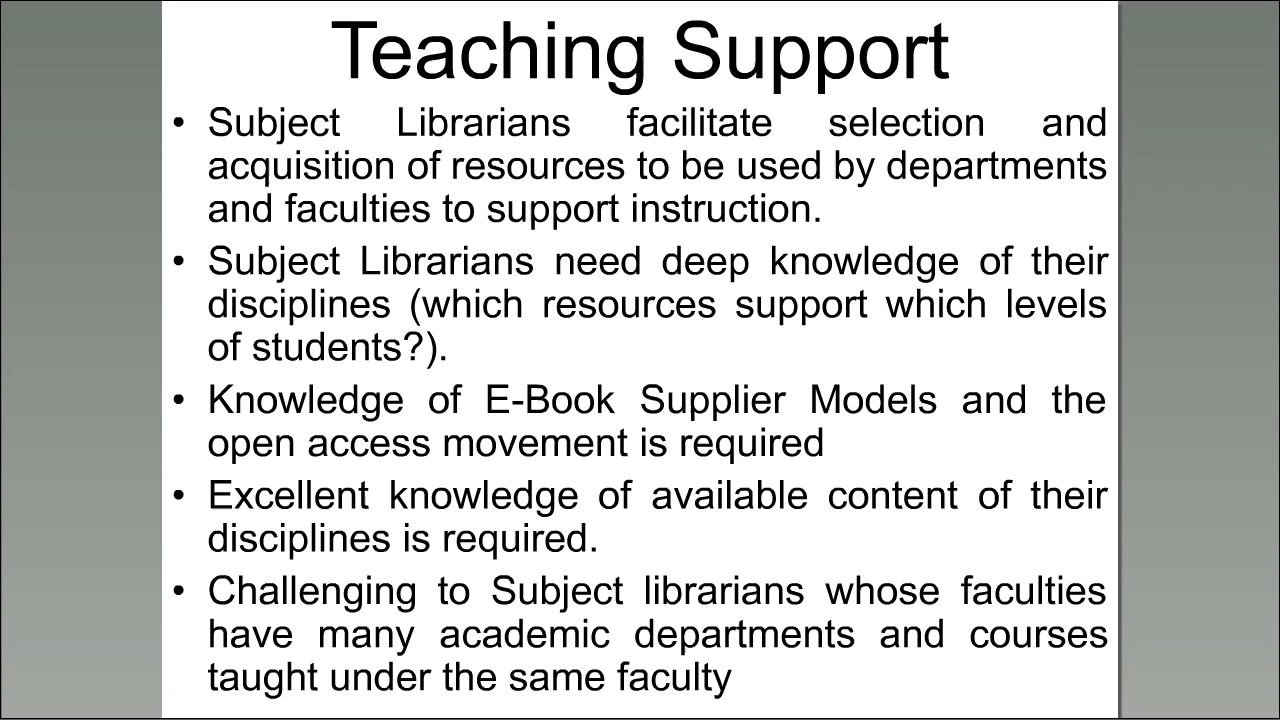 Teaching Support
• Subject Librarians facilitate selection and
acquisition of resources to be used by departments
and faculties to support instruction.
• Subject Librarians need deep knowledge of their
disciplines (which resources support which levels
of students?).
• Knowledge of E-Book Supplier Models and the
open access movement is required
• Excellent knowledge of available content of their
disciplines is required.
• Challenging to Subject librarians whose faculties
have many academic departments and courses
taught under the same faculty